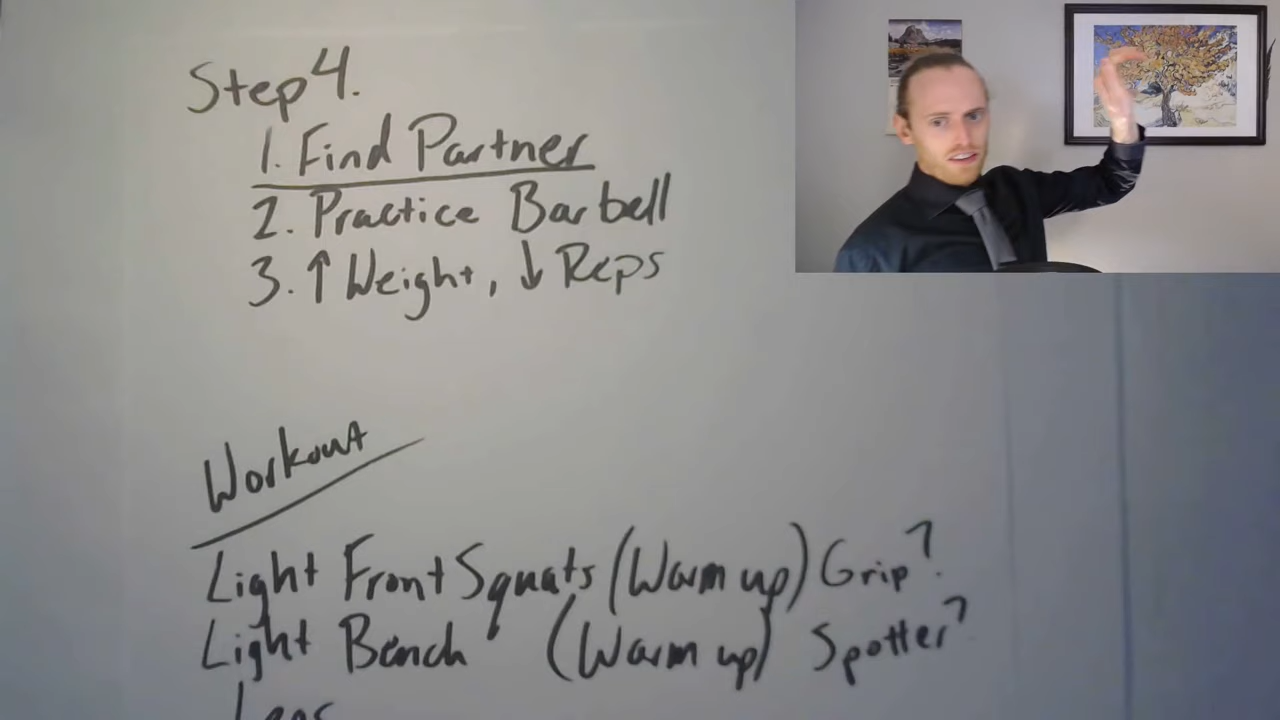 Step 4.
1. Find Partner
2. Practice Barbell
3. ↑ Weight, ↓ Reps
Workout
Light Front Squats (Warm up) Grip?
Light Bench (Warm up) Spotter?
Legs